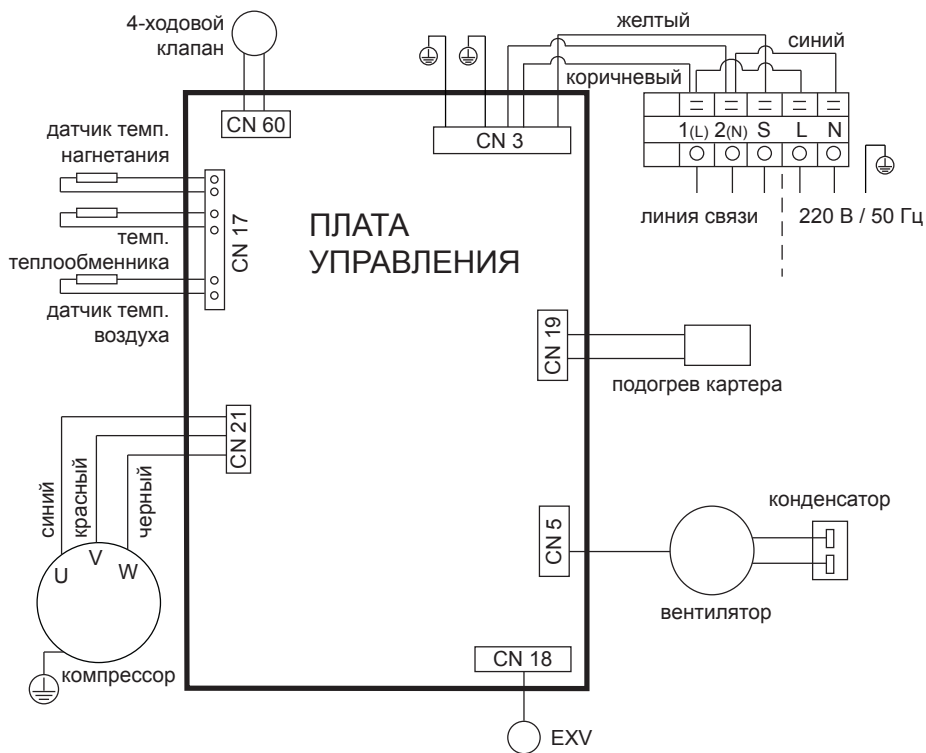 4-ходовой
клапан
CN 60
желтый
синий
коричневый
CN 3
1(L) 2(N) S L N
линия связи
220 В / 50 Гц
датчик темп.
нагнетания
темп.
теплообменника
датчик темп.
воздуха
CN 17
ПЛАТА
УПРАВЛЕНИЯ
CN 19
подогрев картера
CN 21
синий
красный
черный
U V W
компрессор
CN 5
конденсатор
вентилятор
CN 18
EXV